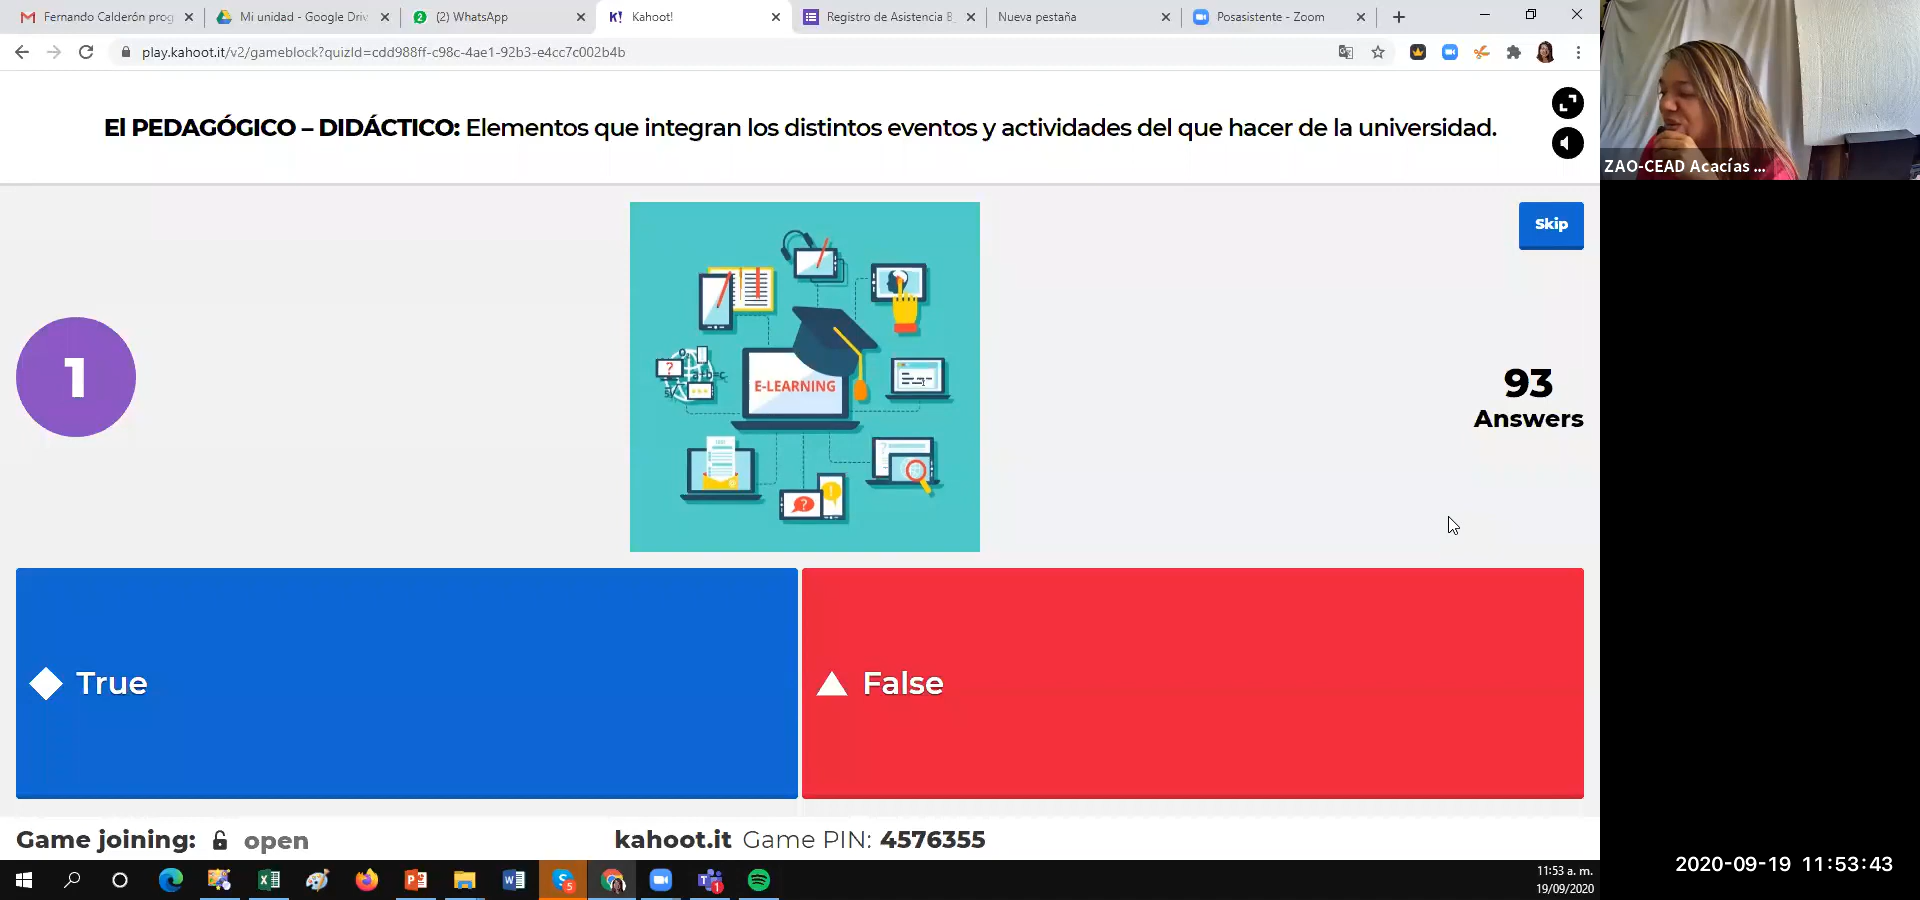 Fernando Calderón prog
Mi unidad - Google Driv
(2) WhatsApp
Kahoot!
Registro de Asistencia B
Nueva pestaña
Posasistente - Zoom
play.kahoot.it/v2/gameblock?quizId=cdd988ff-c98c-4ae1-92b3-e4cc7c002b4b
El PEDAGÓGICO – DIDÁCTICO: Elementos que integran los distintos eventos y actividades del que hacer de la universidad.
ZAO-CEAD Acacías ...
Skip
1
E-LEARNING
93
Answers
True
False
Game joining: open
kahoot.it Game PIN: 4576355
11:53 a. m.
19/09/2020
2020-09-19 11:53:43